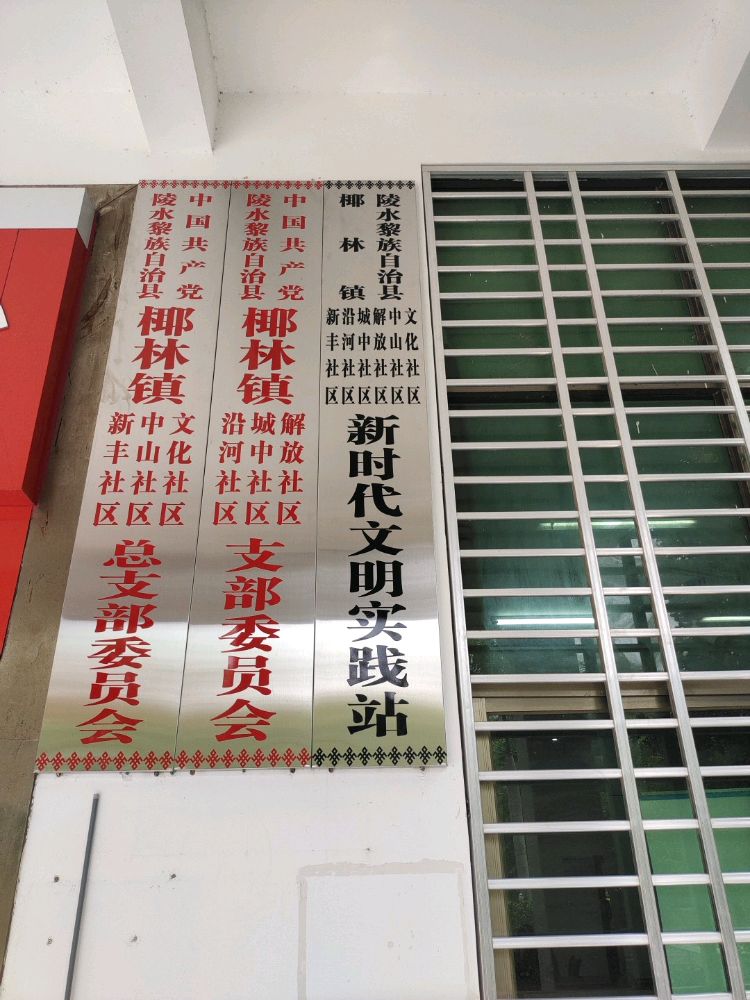 陵水黎族自治县
椰林镇
文化社区
中山社区
解放社区
城中社区
沿河社区
新丰社区
新时代文明实践站
中国共产党
陵水黎族自治县
椰林镇
解放社区
城中社区
沿河社区
支部委员会
中国共产党
陵水黎族自治县
椰林镇
文化社区
中山社区
新丰社区
总支部委员会